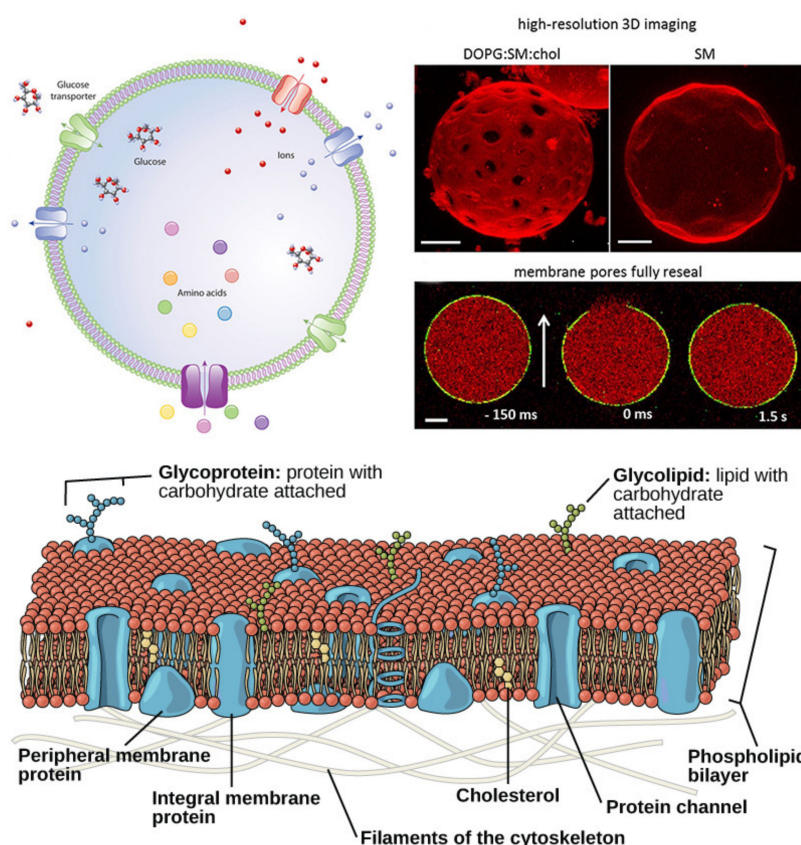 Glucose
transporter
Glucose
Ions
Amino acids
high-resolution 3D imaging
DOPG:SM:chol
SM
membrane pores fully reseal
- 150 ms
0 ms
1.5 s
Glycoprotein: protein with
carbohydrate attached
Glycolipid: lipid with
carbohydrate
attached
Peripheral membrane
protein
Integral membrane
protein
Filaments of the cytoskeleton
Cholesterol
Protein channel
Phospholipid
bilayer